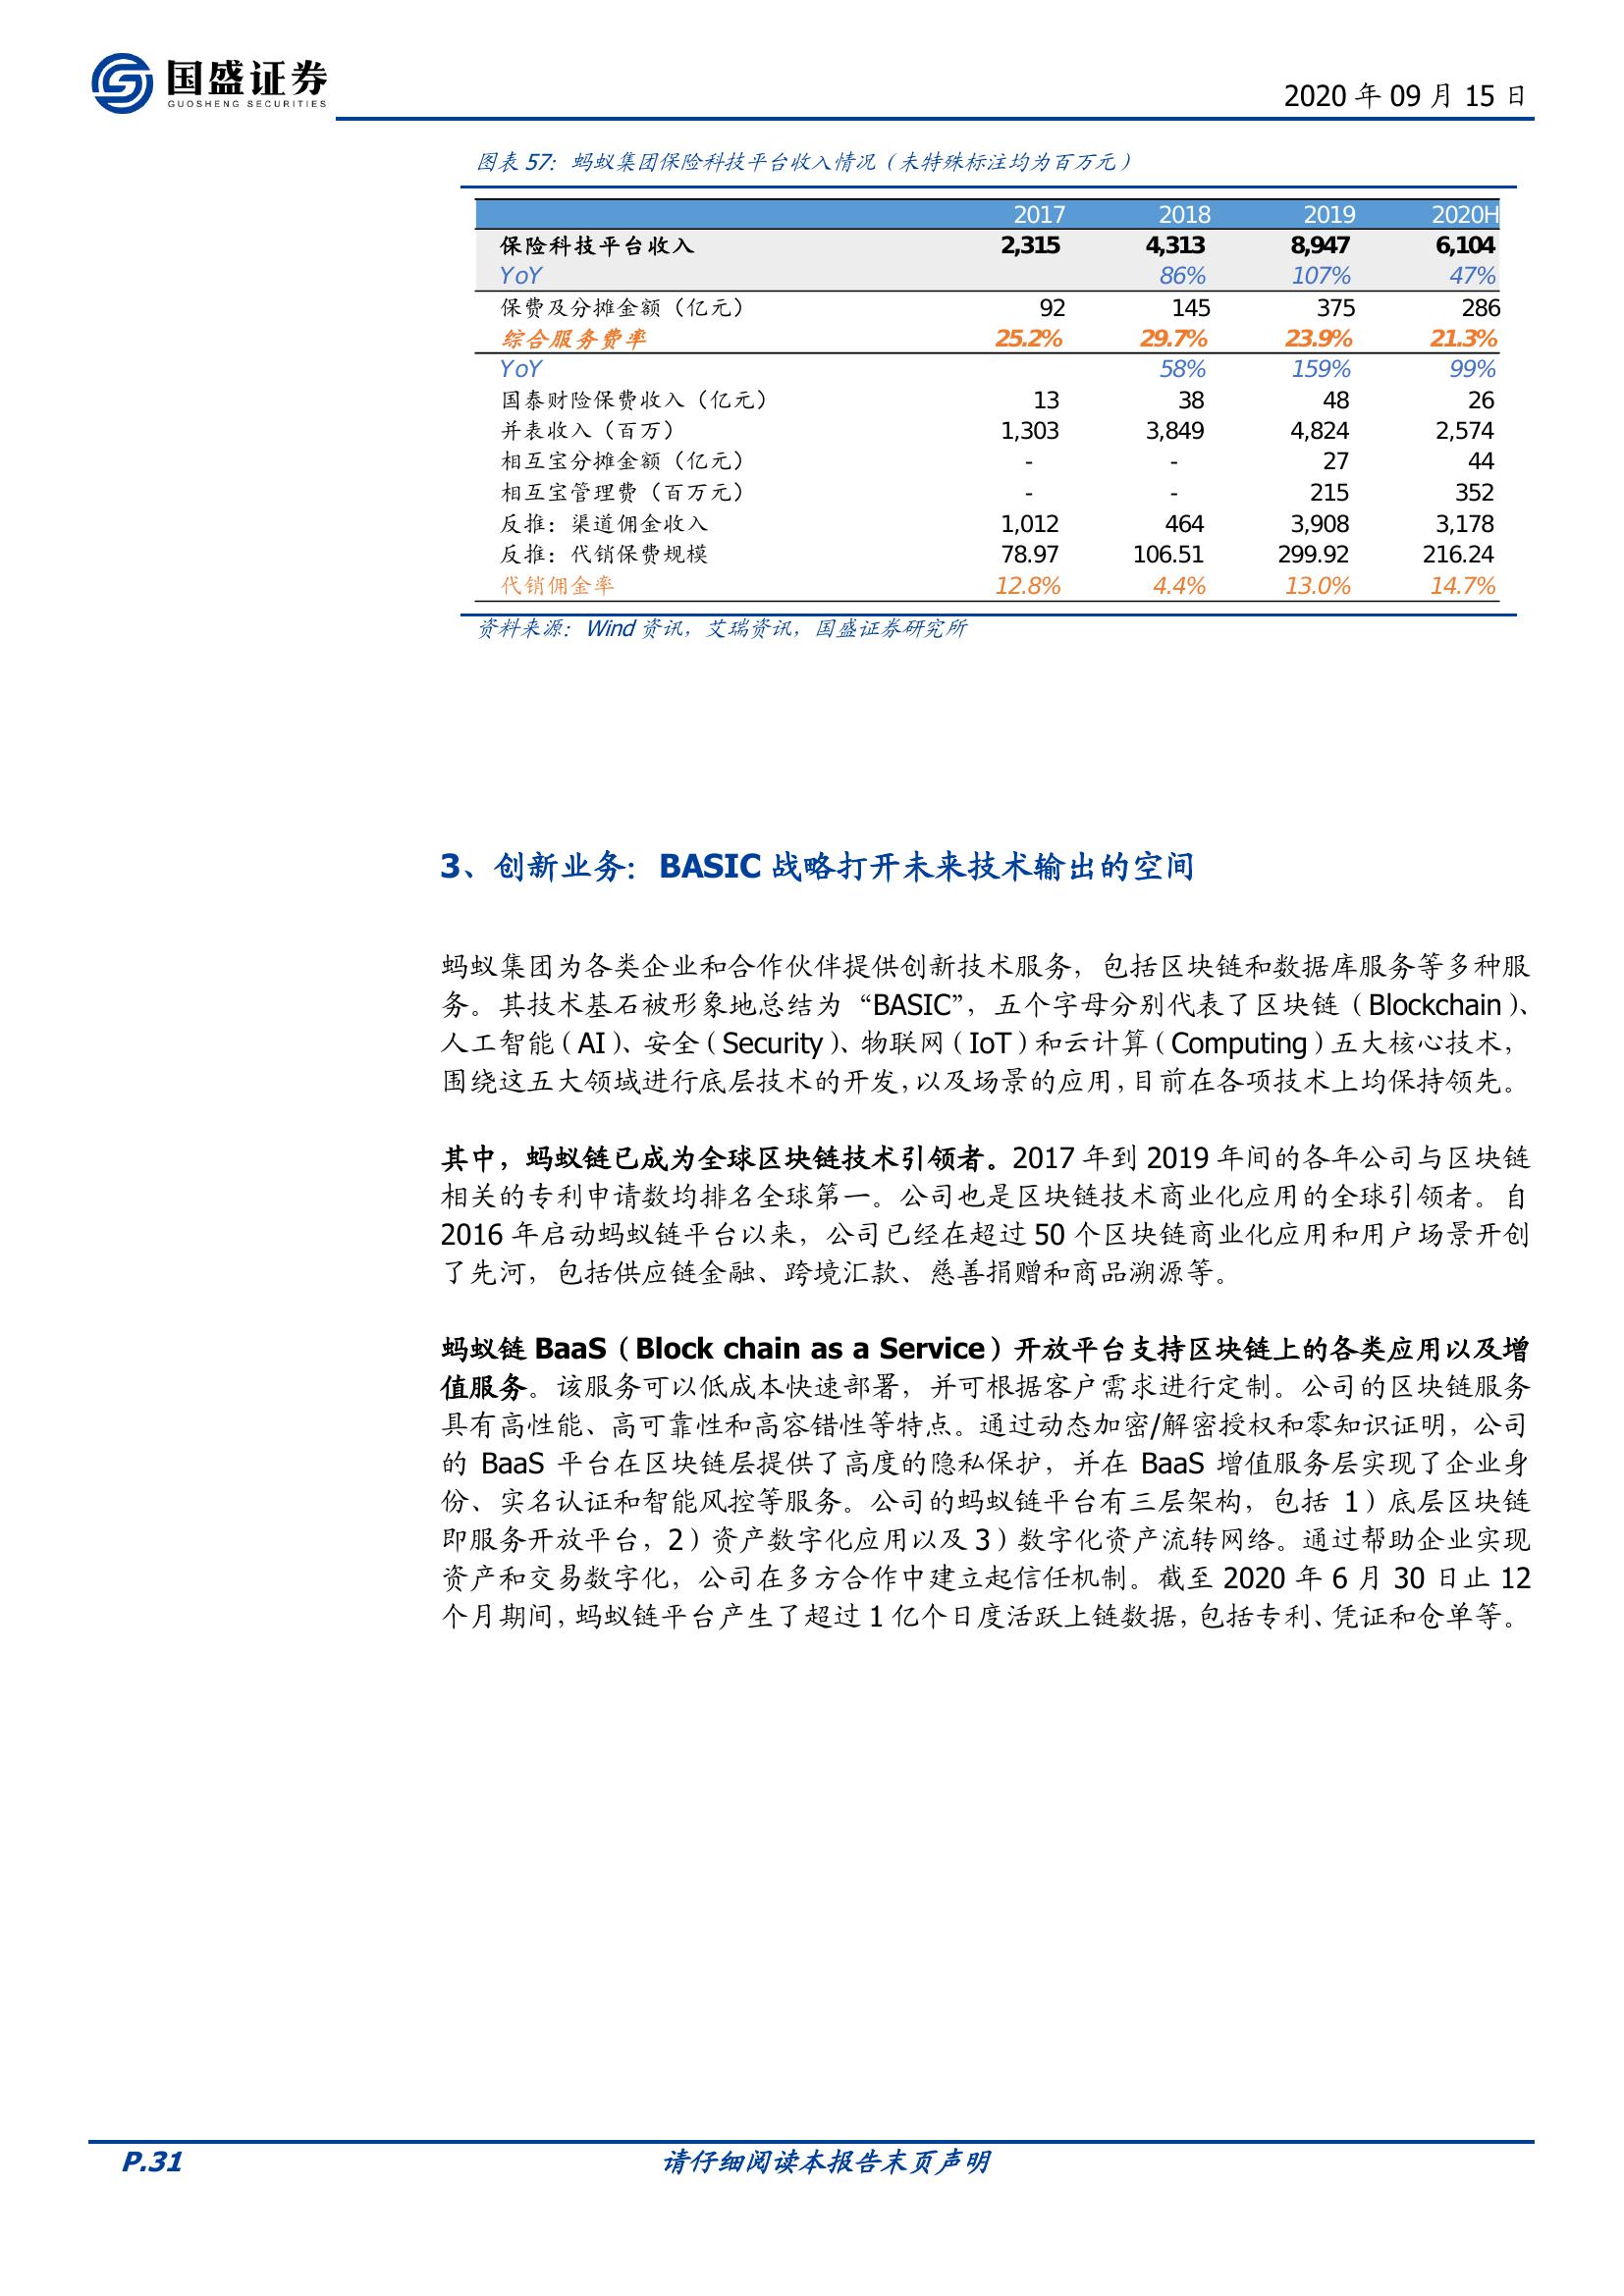 国盛证券
GUOSHENG SECURITIES
2020 年 09 月 15 日
图表 57：蚂蚁集团保险科技平台收入情况（未特殊标注均为百万元）
2017 2018 2019 2020H
保险科技平台收入 2,315 4,313 8,947 6,104
YoY 86% 107% 47%
保费及分摊金额（亿元） 92 145 375 286
综合服务费率 25.2% 29.7% 23.9% 21.3%
YoY 58% 159% 99%
国泰财险保费收入（亿元） 13 38 48 26
并表收入（百万） 1,303 3,849 4,824 2,574
相互宝分摊金额（亿元） - - 27 44
相互宝管理费（百万元） - - 215 352
反推：渠道佣金收入 1,012 464 3,908 3,178
反推：代销保费规模 78.97 106.51 299.92 216.24
代销佣金率 12.8% 4.4% 13.0% 14.7%
资料来源：Wind 资讯，艾瑞资讯，国盛证券研究所
3、创新业务：BASIC 战略打开未来技术输出的空间
蚂蚁集团为各类企业和合作伙伴提供创新技术服务，包括区块链和数据库服务等多种服
务。其技术基石被形象地总结为“BASIC”，五个字母分别代表了区块链（Blockchain）、
人工智能（AI）、安全（Security）、物联网（IoT）和云计算（Computing）五大核心技术，
围绕这五大领域进行底层技术的开发，以及场景的应用，目前在各项技术上均保持领先。
其中，蚂蚁链已成为全球区块链技术引领者。2017 年到 2019 年间的各年公司与区块链
相关的专利申请数均排名全球第一。公司也是区块链技术商业化应用的全球引领者。自
2016 年启动蚂蚁链平台以来，公司已经在超过 50 个区块链商业化应用和用户场景开创
了先河，包括供应链金融、跨境汇款、慈善捐赠和商品溯源等。
蚂蚁链 BaaS（Block chain as a Service）开放平台支持区块链上的各类应用以及增
值服务。该服务可以低成本快速部署，并可根据客户需求进行定制。公司的区块链服务
具有高性能、高可靠性和高容错性等特点。通过动态加密/解密授权和零知识证明，公司
的 BaaS 平台在区块链层提供了高度的隐私保护，并在 BaaS 增值服务层实现了企业身
份、实名认证和智能风控等服务。公司的蚂蚁链平台有三层架构，包括 1）底层区块链
即服务开放平台，2）资产数字化应用以及 3）数字化资产流转网络。通过帮助企业实现
资产和交易数字化，公司在多方合作中建立起信任机制。截至 2020 年 6 月 30 日止 12
个月期间，蚂蚁链平台产生了超过 1 亿个日度活跃上链数据，包括专利、凭证和仓单等。
P.31
请仔细阅读本报告末页声明